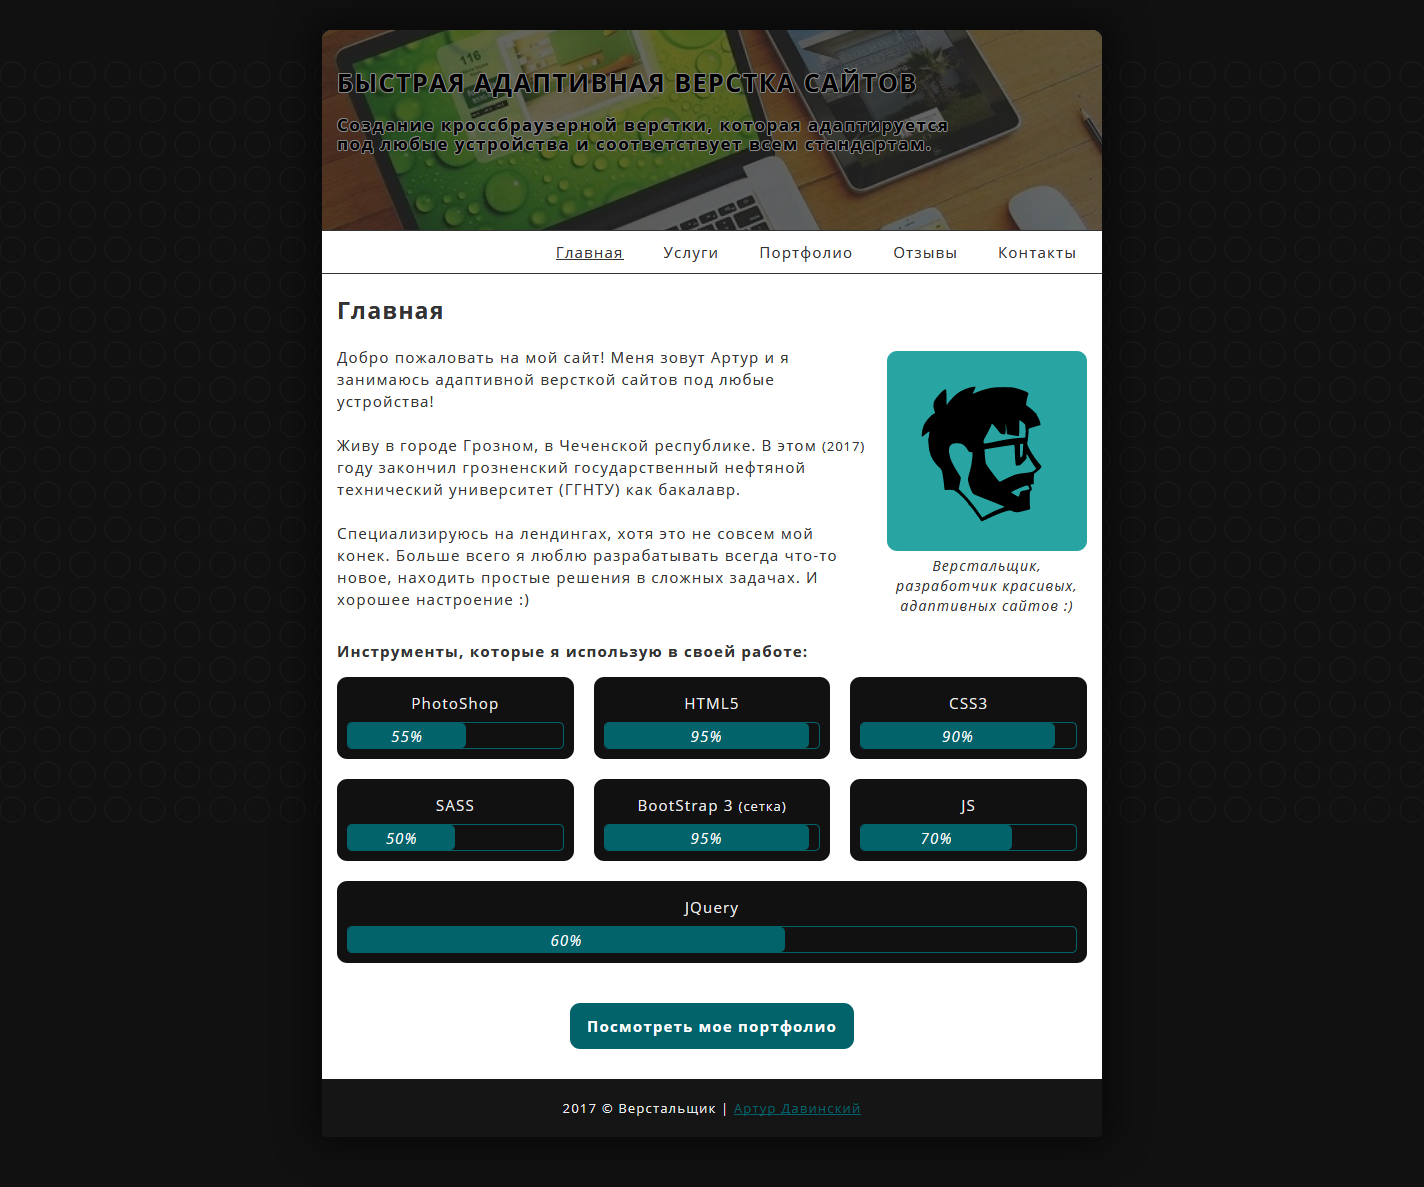 116
БЫСТРАЯ АДАПТИВНАЯ ВЕРСТКА САЙТОВ
Создание кроссбраузерной верстки, которая адаптируется
под любые устройства и соответствует всем стандартам.
Главная Услуги Портфолио Отзывы Контакты
Главная
Добро пожаловать на мой сайт! Меня зовут Артур и я
занимаюсь адаптивной версткой сайтов под любые
устройства!
Живу в городе Грозном, в Чеченской республике. В этом (2017)
году закончил грозненский государственный нефтяной
технический университет (ГГНТУ) как бакалавр.
Специализируюсь на лендингах, хотя это не совсем мой
конек. Больше всего я люблю разрабатывать всегда что-то
новое, находить простые решения в сложных задачах. И
хорошее настроение :)
Верстальщик,
разработчик красивых,
адаптивных сайтов :)
Инструменты, которые я использую в своей работе:
PhotoShop
55%
HTML5
95%
CSS3
90%
SASS
50%
BootStrap 3 (сетка)
95%
JS
70%
JQuery
60%
Посмотреть мое портфолио
2017 © Верстальщик | Артур Давинский